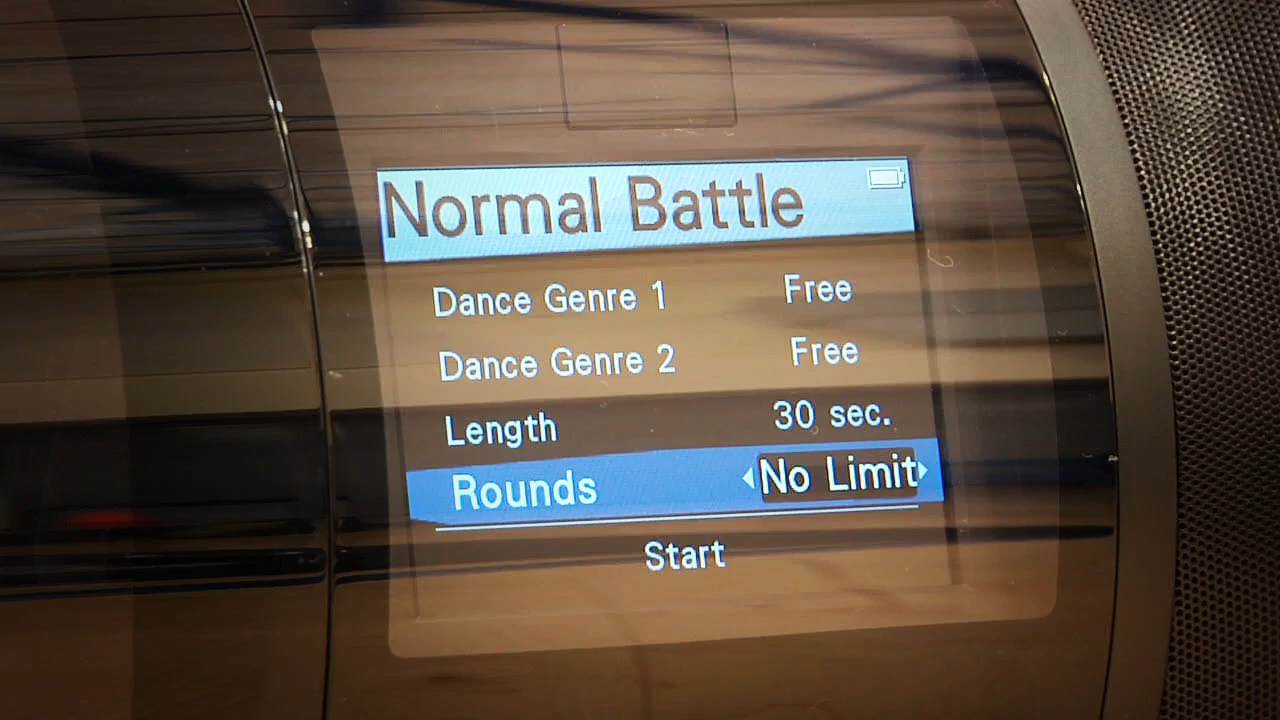 Normal Battle
Dance Genre 1 Free
Dance Genre 2 Free
Length 30 sec.
Rounds No Limit
Start